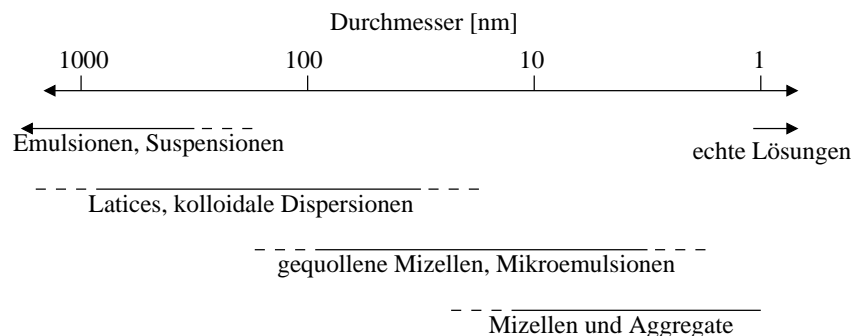 Durchmesser [nm]
1000 100 10 1
Emulsionen, Suspensionen
echte Lösungen
Latices, kolloidale Dispersionen
gequollene Mizellen, Mikroemulsionen
Mizellen und Aggregate